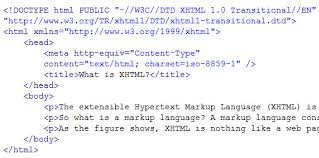 <!DOCTYPE html PUBLIC "-//W3C//DTD XHTML 1.0 Transitional//EN"
"http://www.w3.org/TR/xhtml1/DTD/xhtml1-transitional.dtd">
<html xmlns="http://www.w3.org/1999/xhtml">
<head>
<meta http-equiv="Content-Type"
content="text/html; charset=iso-8859-1" />
<title>What is XHTML?</title>
</head>
<body>
<p>The extensible Hypertext Markup Language (XHTML) is
<p>So what is a markup language? A markup language cons
<p>As the figure shows, XHTML is nothing like a web pag
</body>
</html>